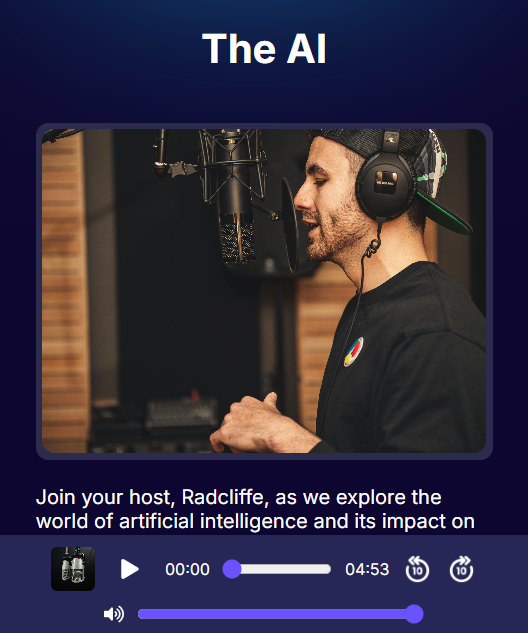 The AI
Join your host, Radcliffe, as we explore the
world of artificial intelligence and its impact on
00:00
04:53
10
10